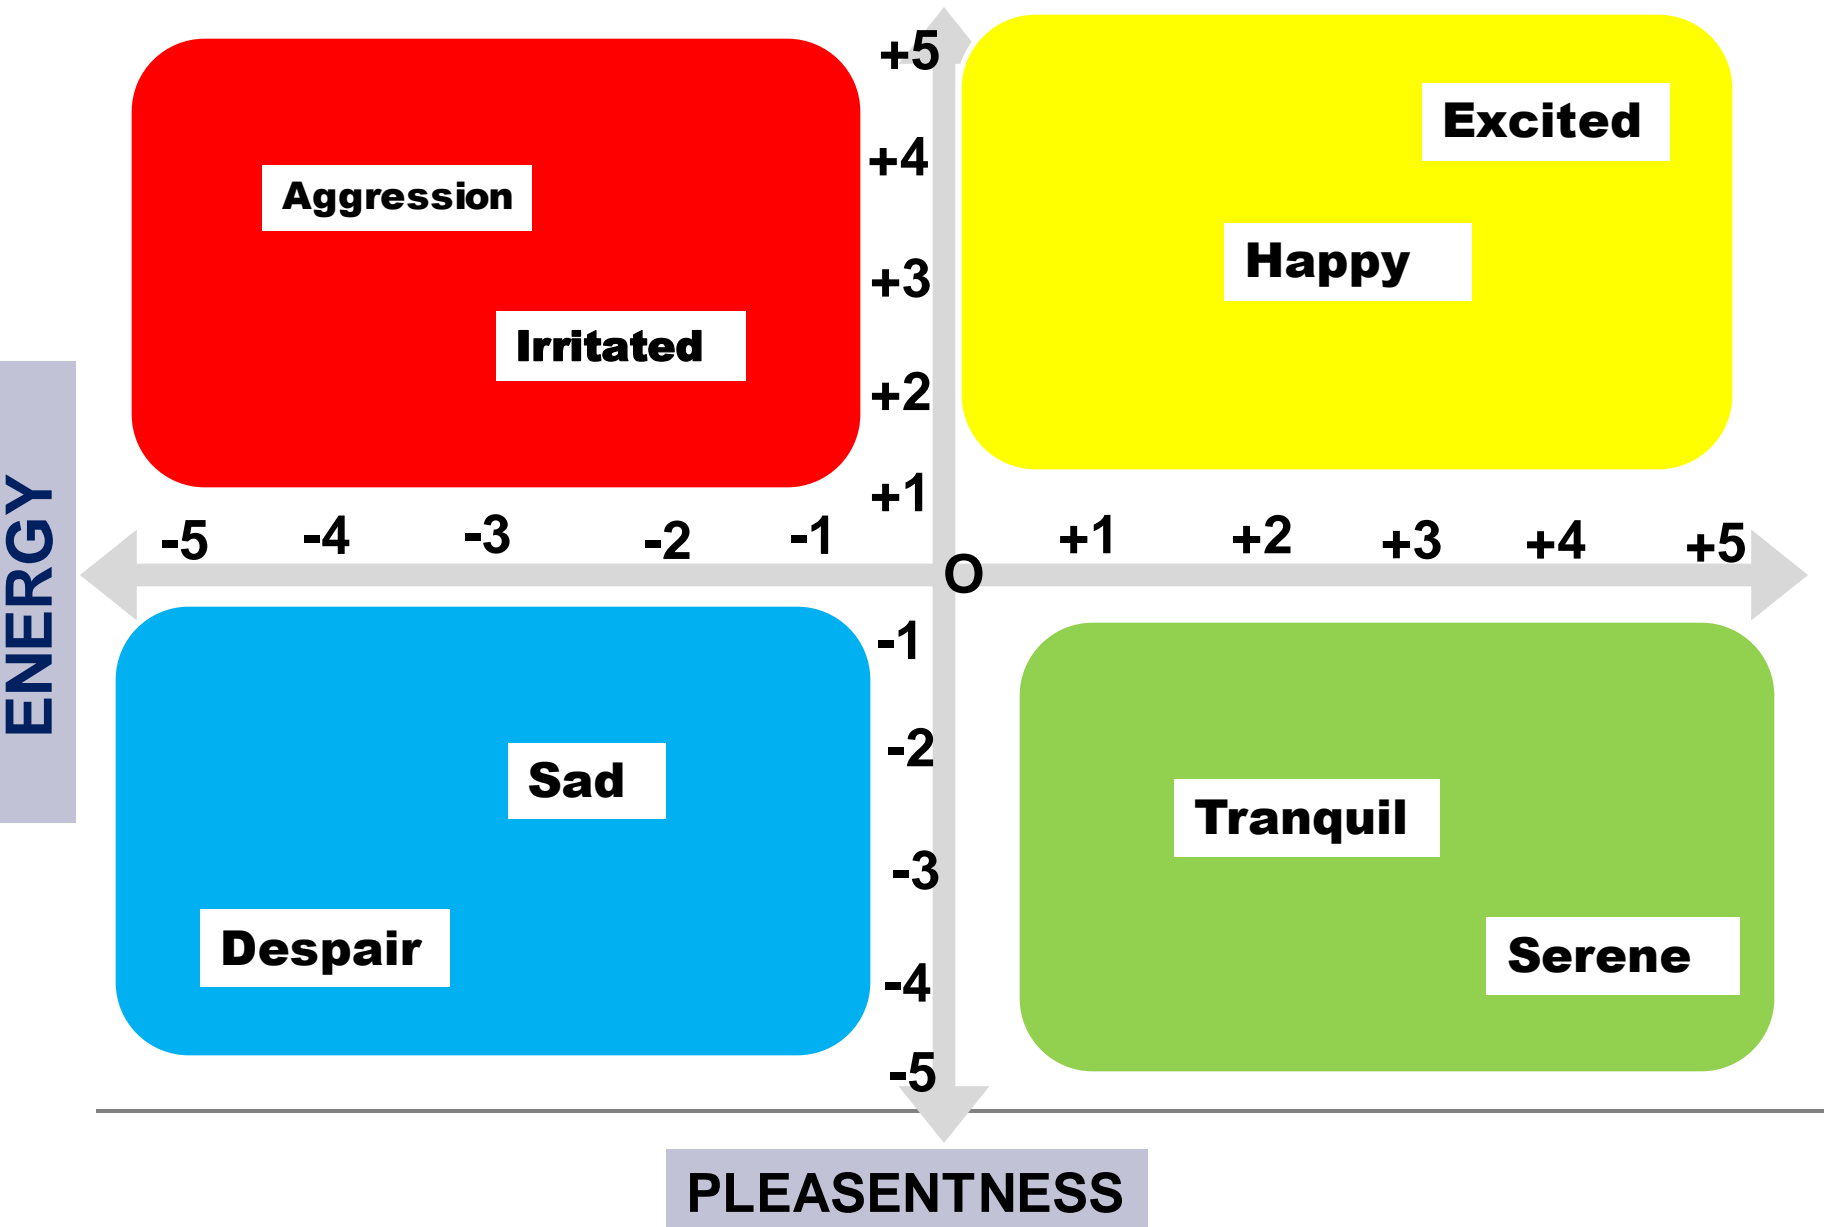 +5
Excited
+4
Aggression
Happy
+3
Irritated
+2
+1
-5 -4 -3 -2 -1 +1 +2 +3 +4 +5
O
ENERGY
-1
-2
Sad
Tranquil
-3
Despair
Serene
-4
-5
PLEASENTNESS